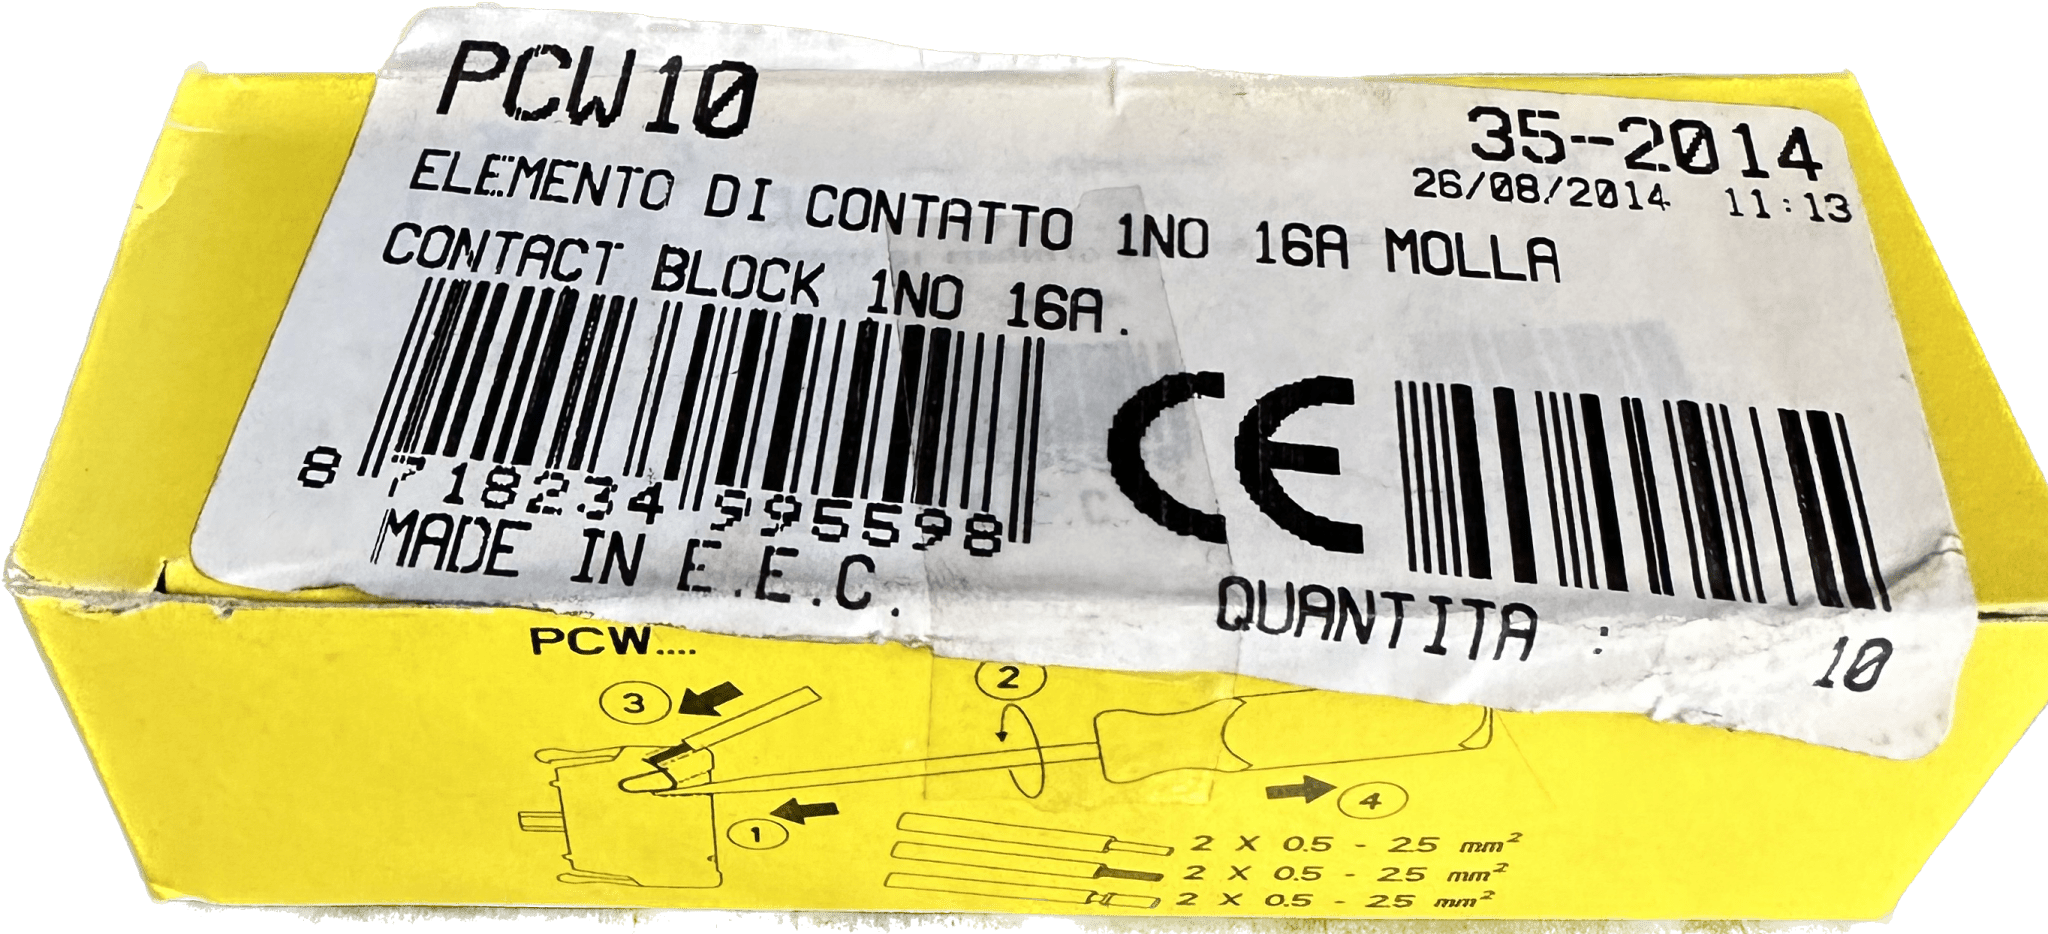 PCW10
35--2014
26/08/2014 11:13
ELEMENTO DI CONTATTO 1NO 16A MOLLA
CONTACT BLOCK 1NO 16A.
8 718234 995598
CE
MADE IN E.E.C.
QUANTITA : 10
PCW....
3
2
1
4
2 X 0.5 - 2.5 mm²
2 X 0.5 - 2.5 mm²
2 X 0.5 - 2.5 mm²